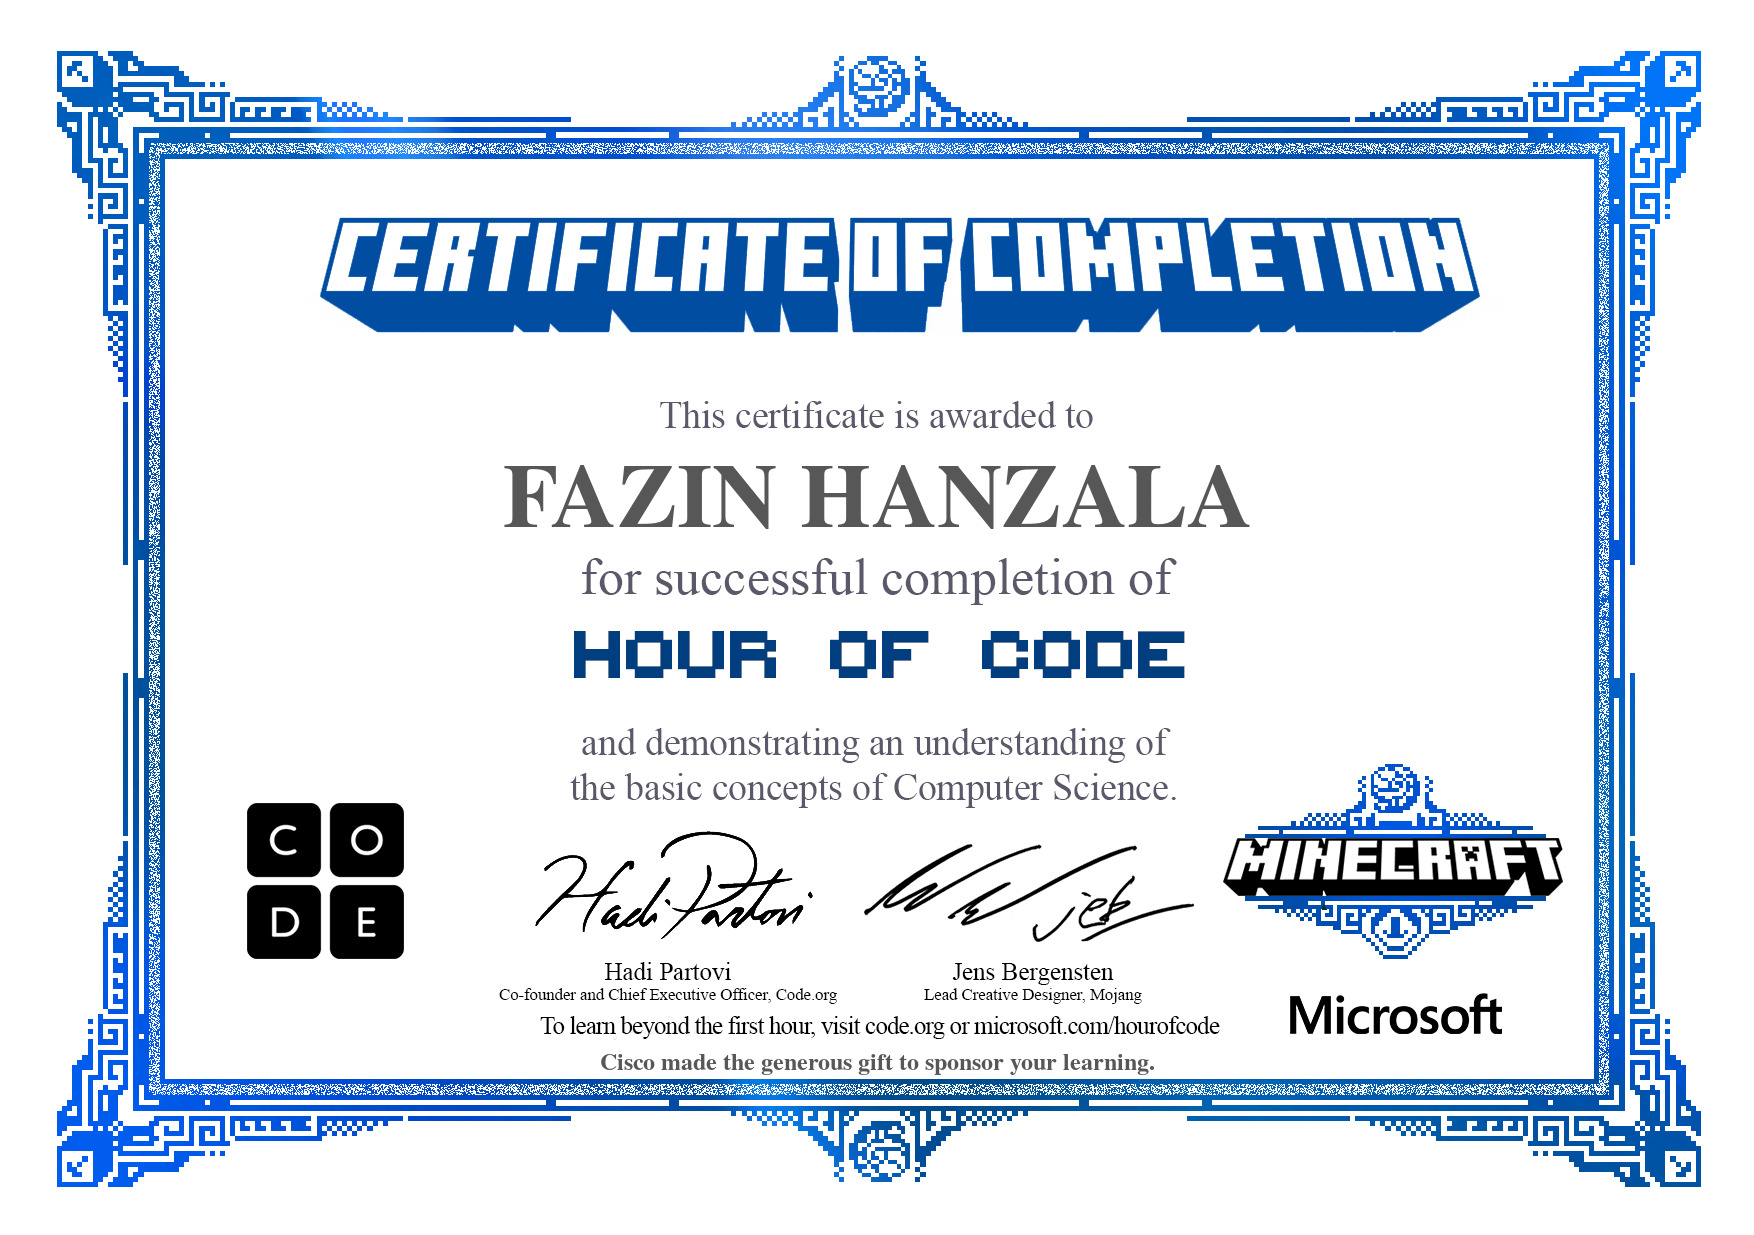 CERTIFICATE OF COMPLETION
This certificate is awarded to
FAZIN HANZALA
for successful completion of
HOUR OF CODE
and demonstrating an understanding of
the basic concepts of Computer Science.
C O
D E
Hadi Partovi
jeb
MINECRAFT
Hadi Partovi
Co-founder and Chief Executive Officer, Code.org
Jens Bergensten
Lead Creative Designer, Mojang
Microsoft
To learn beyond the first hour, visit code.org or microsoft.com/hourofcode
Cisco made the generous gift to sponsor your learning.